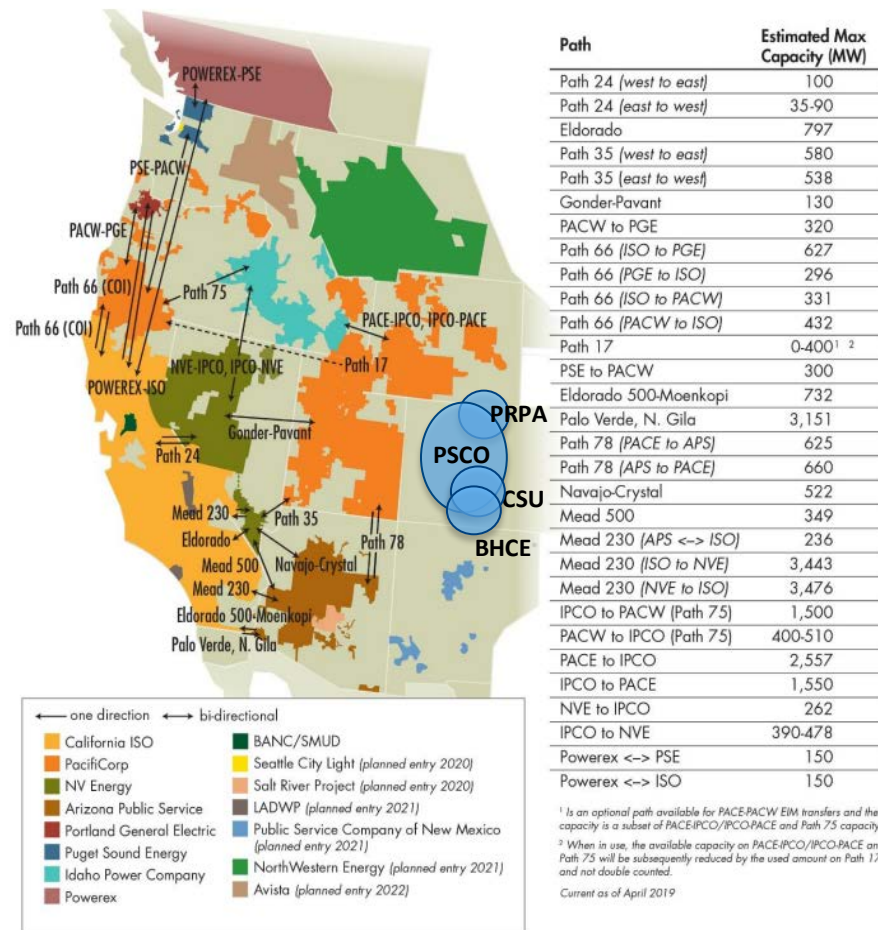 POWEREX-PSE
PSE-PACW
PACW-PGE
Path 66 (COI)
Path 75
Path 66 (COI)
PACE-IPCO, IPCO-PACE
NVE-IPCO, IPCO-NVE
Path 17
POWEREX-ISO
Gonder-Pavant
Path 24
PRPA
PSCO
CSU
BHCE
Mead 230
Path 35
Eldorado
Path 78
Mead 500
Navajo-Crystal
Mead 230
Eldorado 500-Moenkopi
Palo Verde, N. Gila
one direction
bi-directional
California ISO
PacifiCorp
NV Energy
Arizona Public Service
Portland General Electric
Puget Sound Energy
Idaho Power Company
Powerex
BANC/SMUD
Seattle City Light (planned entry 2020)
Salt River Project (planned entry 2020)
LADWP (planned entry 2021)
Public Service Company of New Mexico
(planned entry 2021)
NorthWestern Energy (planned entry 2021)
Avista (planned entry 2022)
Path Estimated Max
Capacity (MW)
Path 24 (west to east) 100
Path 24 (east to west) 35-90
Eldorado 797
Path 35 (west to east) 580
Path 35 (east to west) 538
Gonder-Pavant 130
PACW to PGE 320
Path 66 (ISO to PGE) 627
Path 66 (PGE to ISO) 296
Path 66 (ISO to PACW) 331
Path 66 (PACW to ISO) 432
Path 17 0-400¹ ²
PSE to PACW 300
Eldorado 500-Moenkopi 732
Palo Verde, N. Gila 3,151
Path 78 (PACE to APS) 625
Path 78 (APS to PACE) 660
Navajo-Crystal 522
Mead 500 349
Mead 230 (APS <-> ISO) 236
Mead 230 (ISO to NVE) 3,443
Mead 230 (NVE to ISO) 3,476
IPCO to PACW (Path 75) 1,500
PACW to IPCO (Path 75) 400-510
PACE to IPCO 2,557
IPCO to PACE 1,550
NVE to IPCO 262
IPCO to NVE 390-478
Powerex <-> PSE 150
Powerex <-> ISO 150
¹ Is an optional path available for PACE-PACW EIM transfers and the
capacity is a subset of PACE-IPCO/IPCO-PACE and Path 75 capacity
² When in use, the available capacity on PACE-IPCO/IPCO-PACE an
Path 75 will be subsequently reduced by the used amount on Path 17
and not double counted.
Current as of April 2019